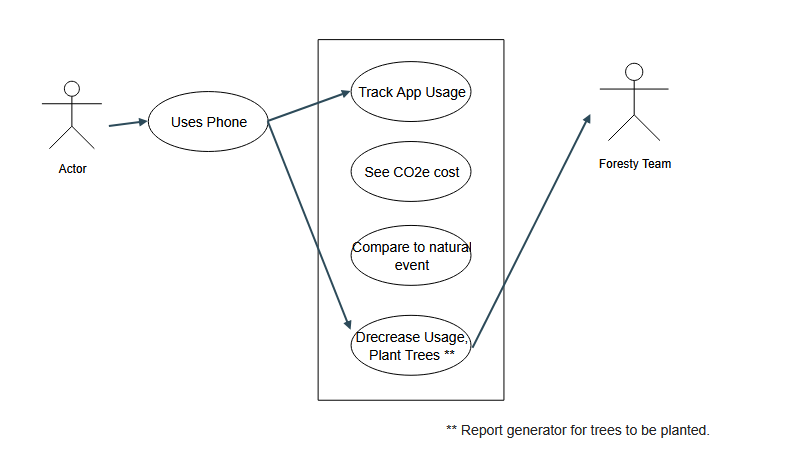 Track App Usage
Uses Phone
Actor
Foresty Team
See CO2e cost
Compare to natural
event
Drecrease Usage,
Plant Trees **
** Report generator for trees to be planted.